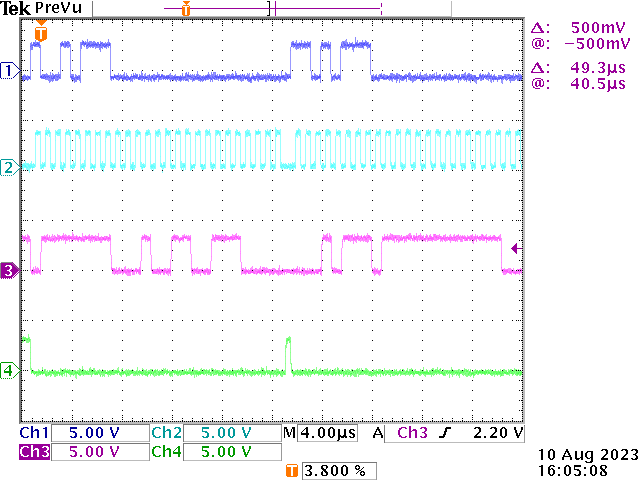 Tek PreVu
T
T
Δ: 500mV
@: −500mV
Δ: 49.3µs
@: 40.5µs
1
2
3
4
Ch1 5.00 V Ch2 5.00 V M 4.00µs A Ch3 ∫ 2.20 V
Ch3 5.00 V Ch4 5.00 V
T 3.800 %
10 Aug 2023
16:05:08